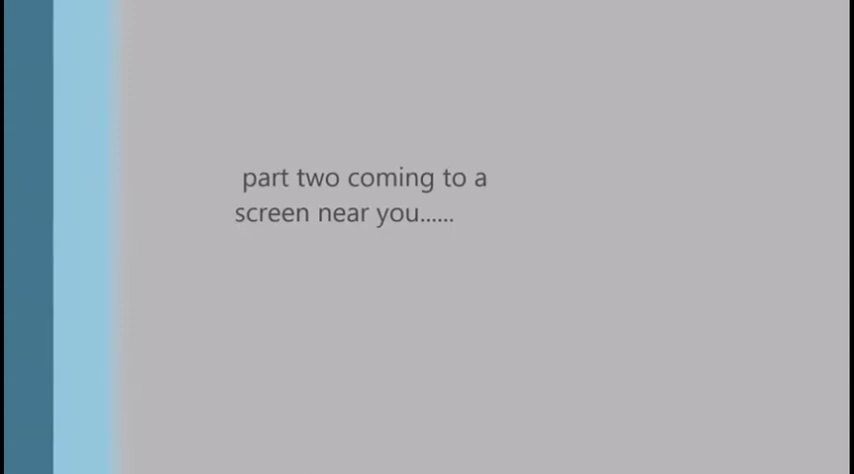 part two coming to a
screen near you......